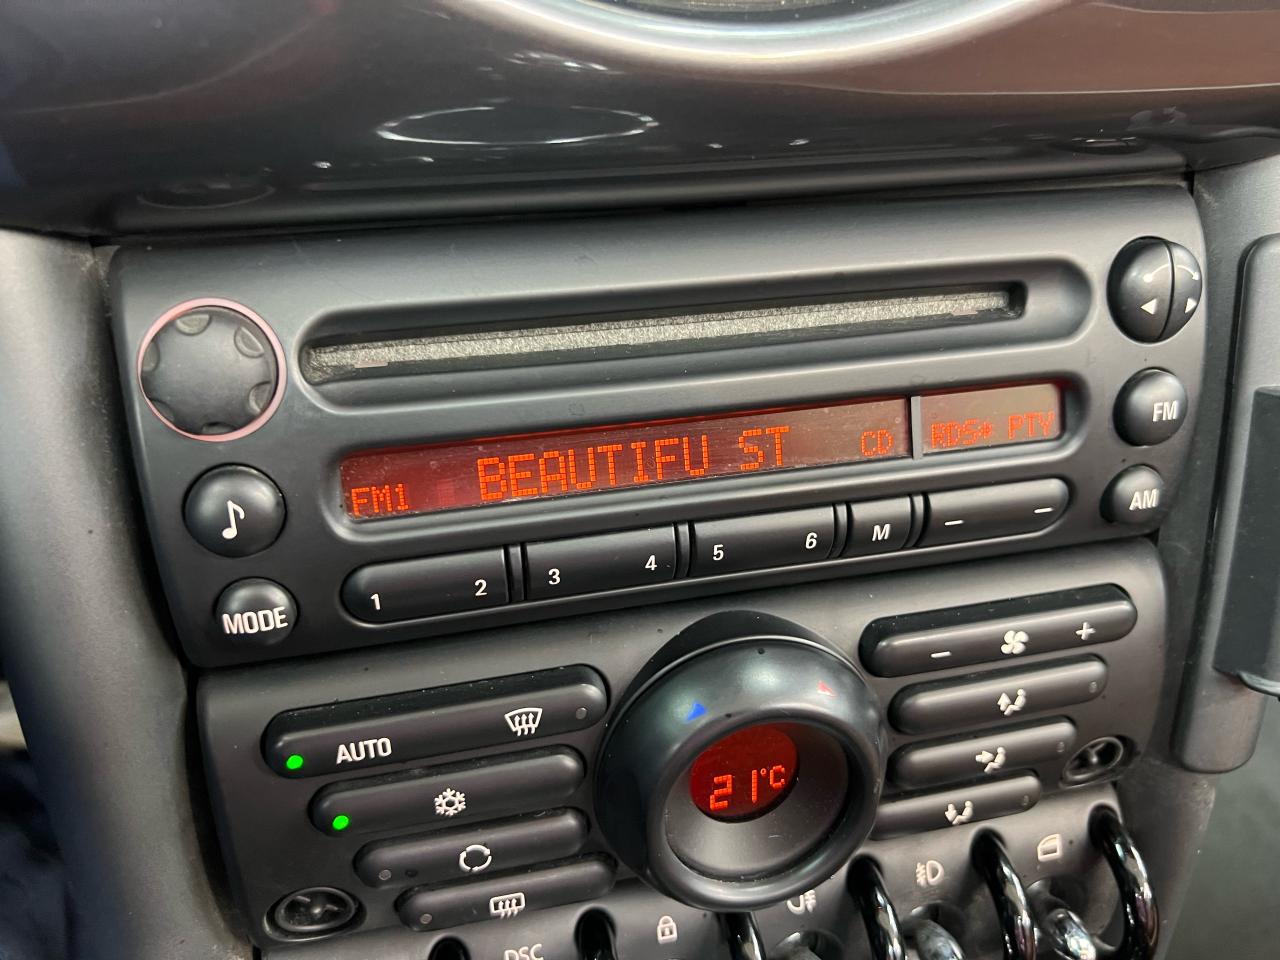 FM1 BEAUTIFU ST CD RDS* PTY
FM
AM
1 2 3 4 5 6 M
MODE
AUTO
21°C
DSC